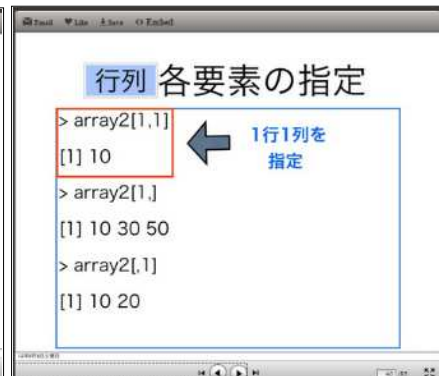 Email Like Save <> Embed
行列 各要素の指定
> array2[1,1]
[1] 10
1行1列を
指定
> array2[1,]
[1] 10 30 50
> array2[,1]
[1] 10 20